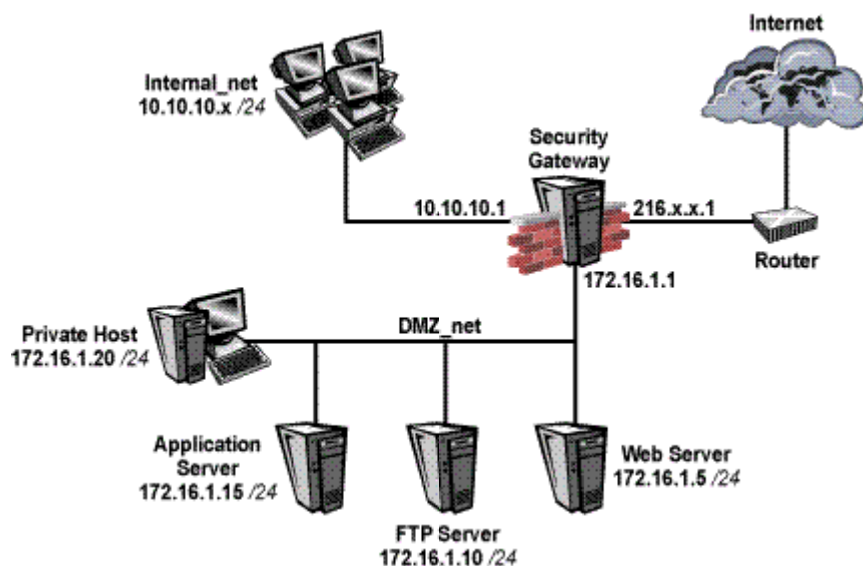 Internet
Internal_net
10.10.10.x /24
Security
Gateway
10.10.10.1
216.x.x.1
Router
172.16.1.1
DMZ_net
Private Host
172.16.1.20 /24
Application
Server
172.16.1.15 /24
FTP Server
172.16.1.10 /24
Web Server
172.16.1.5 /24